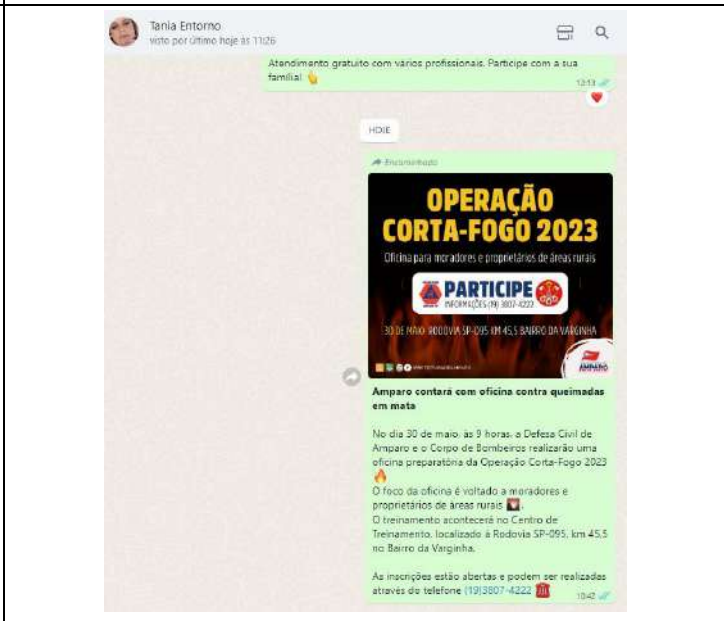 Tania Entorno
visto por último hoje às 11:26
Atendimento gratuito com vários profissionais. Participe com a sua
família! 👆
12:13
HOJE
Encaminhada
OPERAÇÃO
CORTA-FOGO 2023
Oficina para moradores e proprietários de áreas rurais
PARTICIPE
INFORMAÇÕES (19) 3807-4222
30 DE MAIO RODOVIA SP-095 KM 45,5 BAIRRO DA VARGINHA
AMPARO
Amparo contará com oficina contra queimadas
em mata
No dia 30 de maio, às 9 horas, a Defesa Civil de
Amparo e o Corpo de Bombeiros realizarão uma
oficina preparatória da Operação Corta-Fogo 2023
🔥
O foco da oficina é voltado a moradores e
proprietários de áreas rurais
O treinamento acontecerá no Centro de
Treinamento, localizado à Rodovia SP-095, km 45,5
no Bairro da Varginha.
As inscrições estão abertas e podem ser realizadas
através do telefone (19)3807-4222 ☎️
10:42